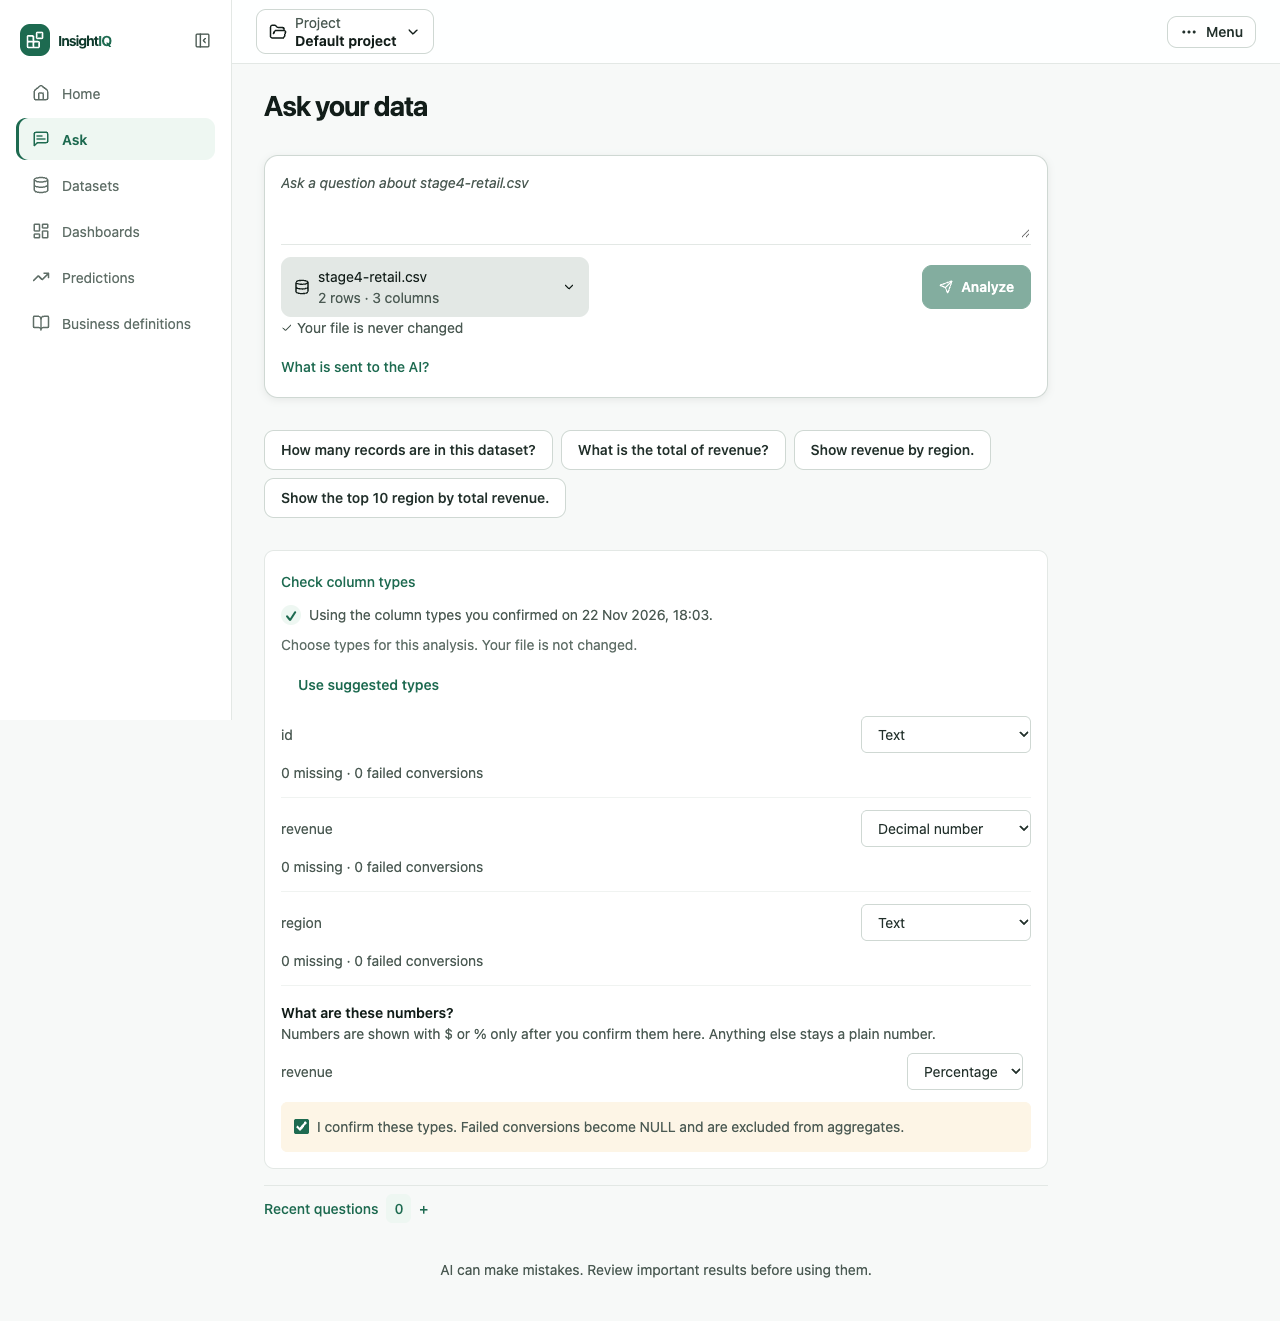 InsightIQ
Project
Default project
Menu
Home
Ask
Datasets
Dashboards
Predictions
Business definitions
Ask your data
Ask a question about stage4-retail.csv
stage4-retail.csv
2 rows · 3 columns
Analyze
Your file is never changed
What is sent to the AI?
How many records are in this dataset?
What is the total of revenue?
Show revenue by region.
Show the top 10 region by total revenue.
Check column types
Using the column types you confirmed on 22 Nov 2026, 18:03.
Choose types for this analysis. Your file is not changed.
Use suggested types
id
Text
0 missing · 0 failed conversions
revenue
Decimal number
0 missing · 0 failed conversions
region
Text
0 missing · 0 failed conversions
What are these numbers?
Numbers are shown with $ or % only after you confirm them here. Anything else stays a plain number.
revenue
Percentage
I confirm these types. Failed conversions become NULL and are excluded from aggregates.
Recent questions 0 +
AI can make mistakes. Review important results before using them.